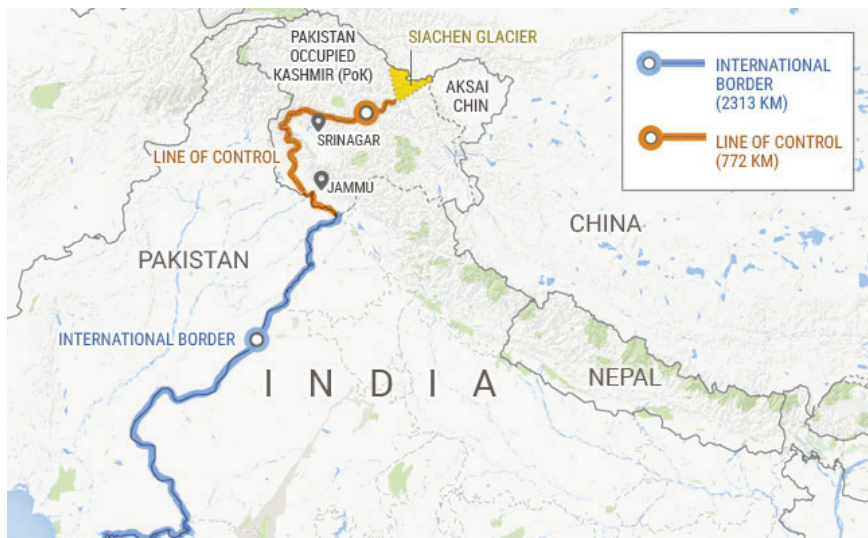 PAKISTAN
OCCUPIED
KASHMIR (PoK)
SIACHEN GLACIER
AKSAI
CHIN
INTERNATIONAL
BORDER
(2313 KM)
LINE OF CONTROL
(772 KM)
SRINAGAR
LINE OF CONTROL
JAMMU
CHINA
PAKISTAN
INTERNATIONAL BORDER
INDIA
NEPAL